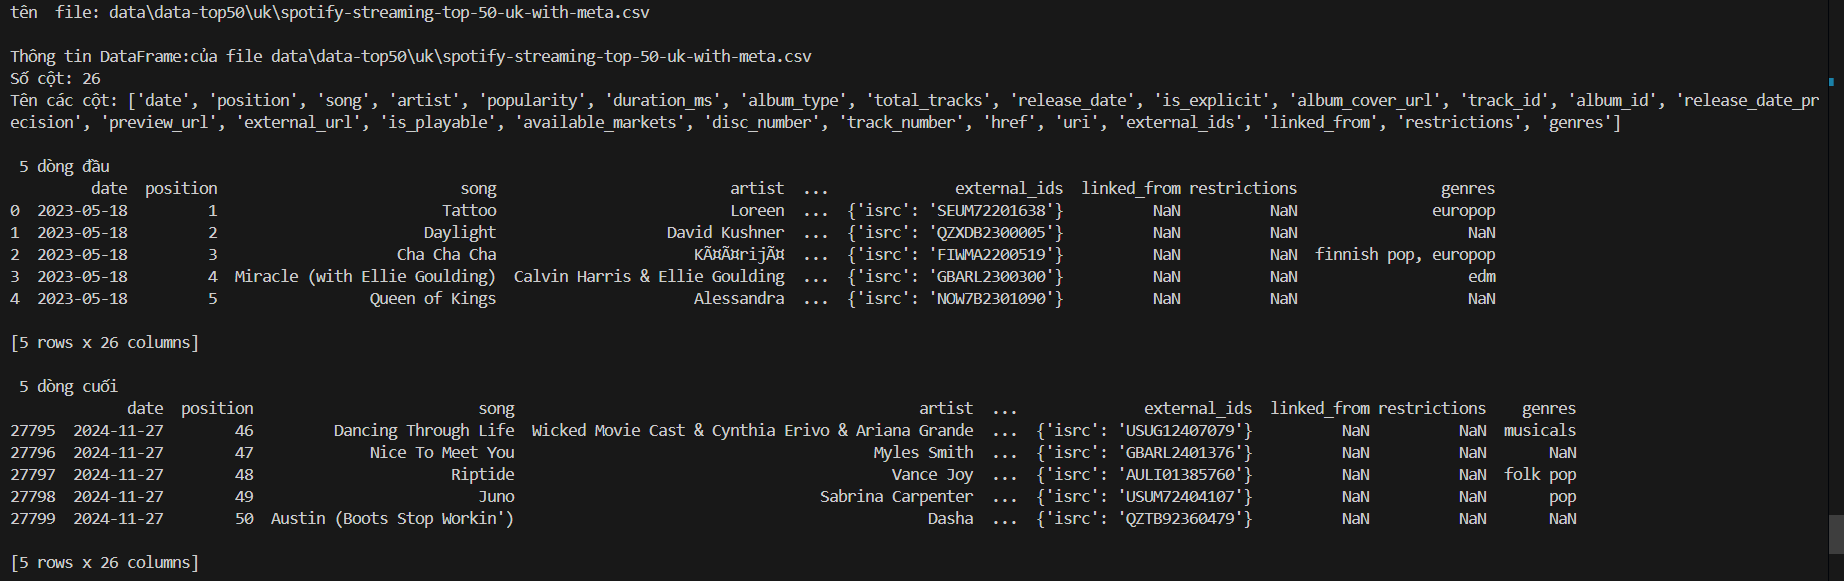 tên  file: data\data-top50\uk\spotify-streaming-top-50-uk-with-meta.csv
Thông tin DataFrame:của file data\data-top50\uk\spotify-streaming-top-50-uk-with-meta.csv
Số cột: 26
Tên các cột: ['date', 'position', 'song', 'artist', 'popularity', 'duration_ms', 'album_type', 'total_tracks', 'release_date', 'is_explicit', 'album_cover_url', 'track_id', 'album_id', 'release_date_pr
ecision', 'preview_url', 'external_url', 'is_playable', 'available_markets', 'disc_number', 'track_number', 'href', 'uri', 'external_ids', 'linked_from', 'restrictions', 'genres']
5 dòng đầu
date position song artist ... external_ids linked_from restrictions genres
0 2023-05-18 1 Tattoo Loreen ... {'isrc': 'SEUM72201638'} NaN NaN europop
1 2023-05-18 2 Daylight David Kushner ... {'isrc': 'QZXDB2300005'} NaN NaN NaN
2 2023-05-18 3 Cha Cha Cha KÃ¤Ã¤rijÃ¤ ... {'isrc': 'FIWMA2200519'} NaN NaN finnish pop, europop
3 2023-05-18 4 Miracle (with Ellie Goulding) Calvin Harris & Ellie Goulding ... {'isrc': 'GBARL2300300'} NaN NaN edm
4 2023-05-18 5 Queen of Kings Alessandra ... {'isrc': 'NOW7B2301090'} NaN NaN NaN
[5 rows x 26 columns]
5 dòng cuối
date position song artist ... external_ids linked_from restrictions genres
27795 2024-11-27 46 Dancing Through Life Wicked Movie Cast & Cynthia Erivo & Ariana Grande ... {'isrc': 'USUG12407079'} NaN NaN musicals
27796 2024-11-27 47 Nice To Meet You Myles Smith ... {'isrc': 'GBARL2401376'} NaN NaN NaN
27797 2024-11-27 48 Riptide Vance Joy ... {'isrc': 'AULI01385760'} NaN NaN folk pop
27798 2024-11-27 49 Juno Sabrina Carpenter ... {'isrc': 'USUM72404107'} NaN NaN pop
27799 2024-11-27 50 Austin (Boots Stop Workin') Dasha ... {'isrc': 'QZTB92360479'} NaN NaN NaN
[5 rows x 26 columns]